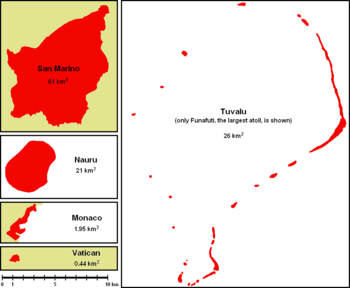 San Marino
61 km²
Nauru
21 km²
Monaco
1.95 km²
Vatican
0.44 km²
0 1 5 10 km
Tuvalu
(only Funafuti, the largest atoll, is shown)
26 km²